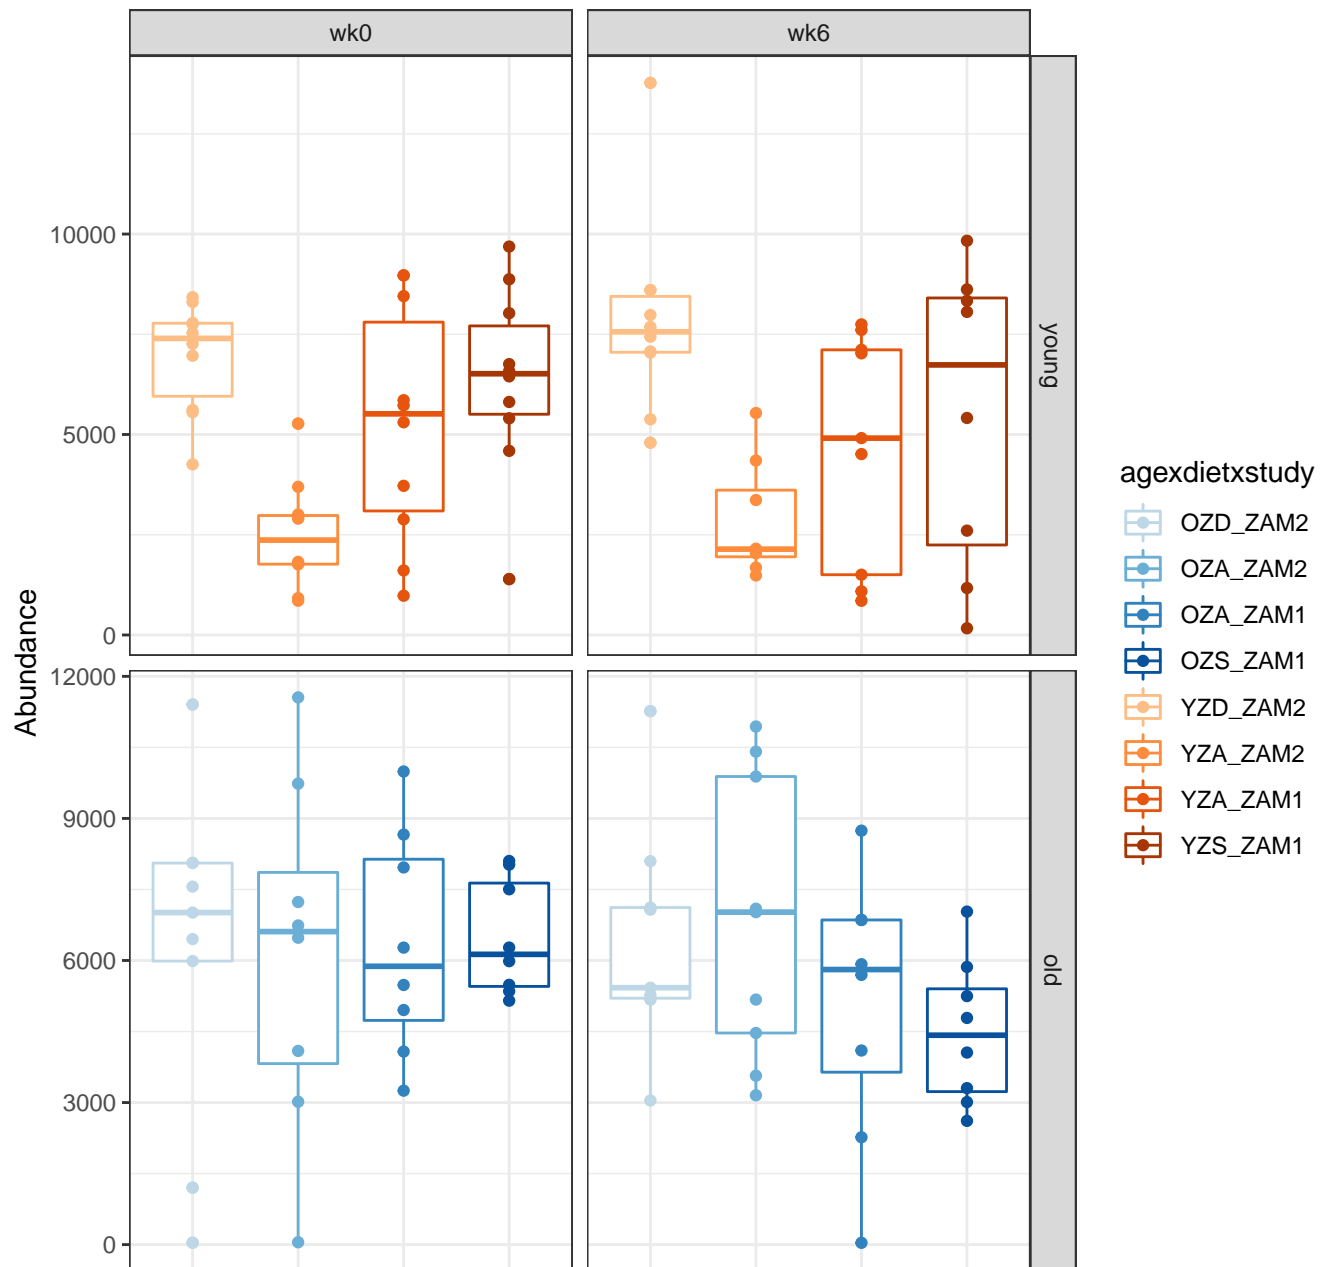 wk0
wk6
10000
5000
0
young
12000
9000
6000
3000
0
old
Abundance
agexdietxstudy
OZD_ZAM2
OZA_ZAM2
OZA_ZAM1
OZS_ZAM1
YZD_ZAM2
YZA_ZAM2
YZA_ZAM1
YZS_ZAM1